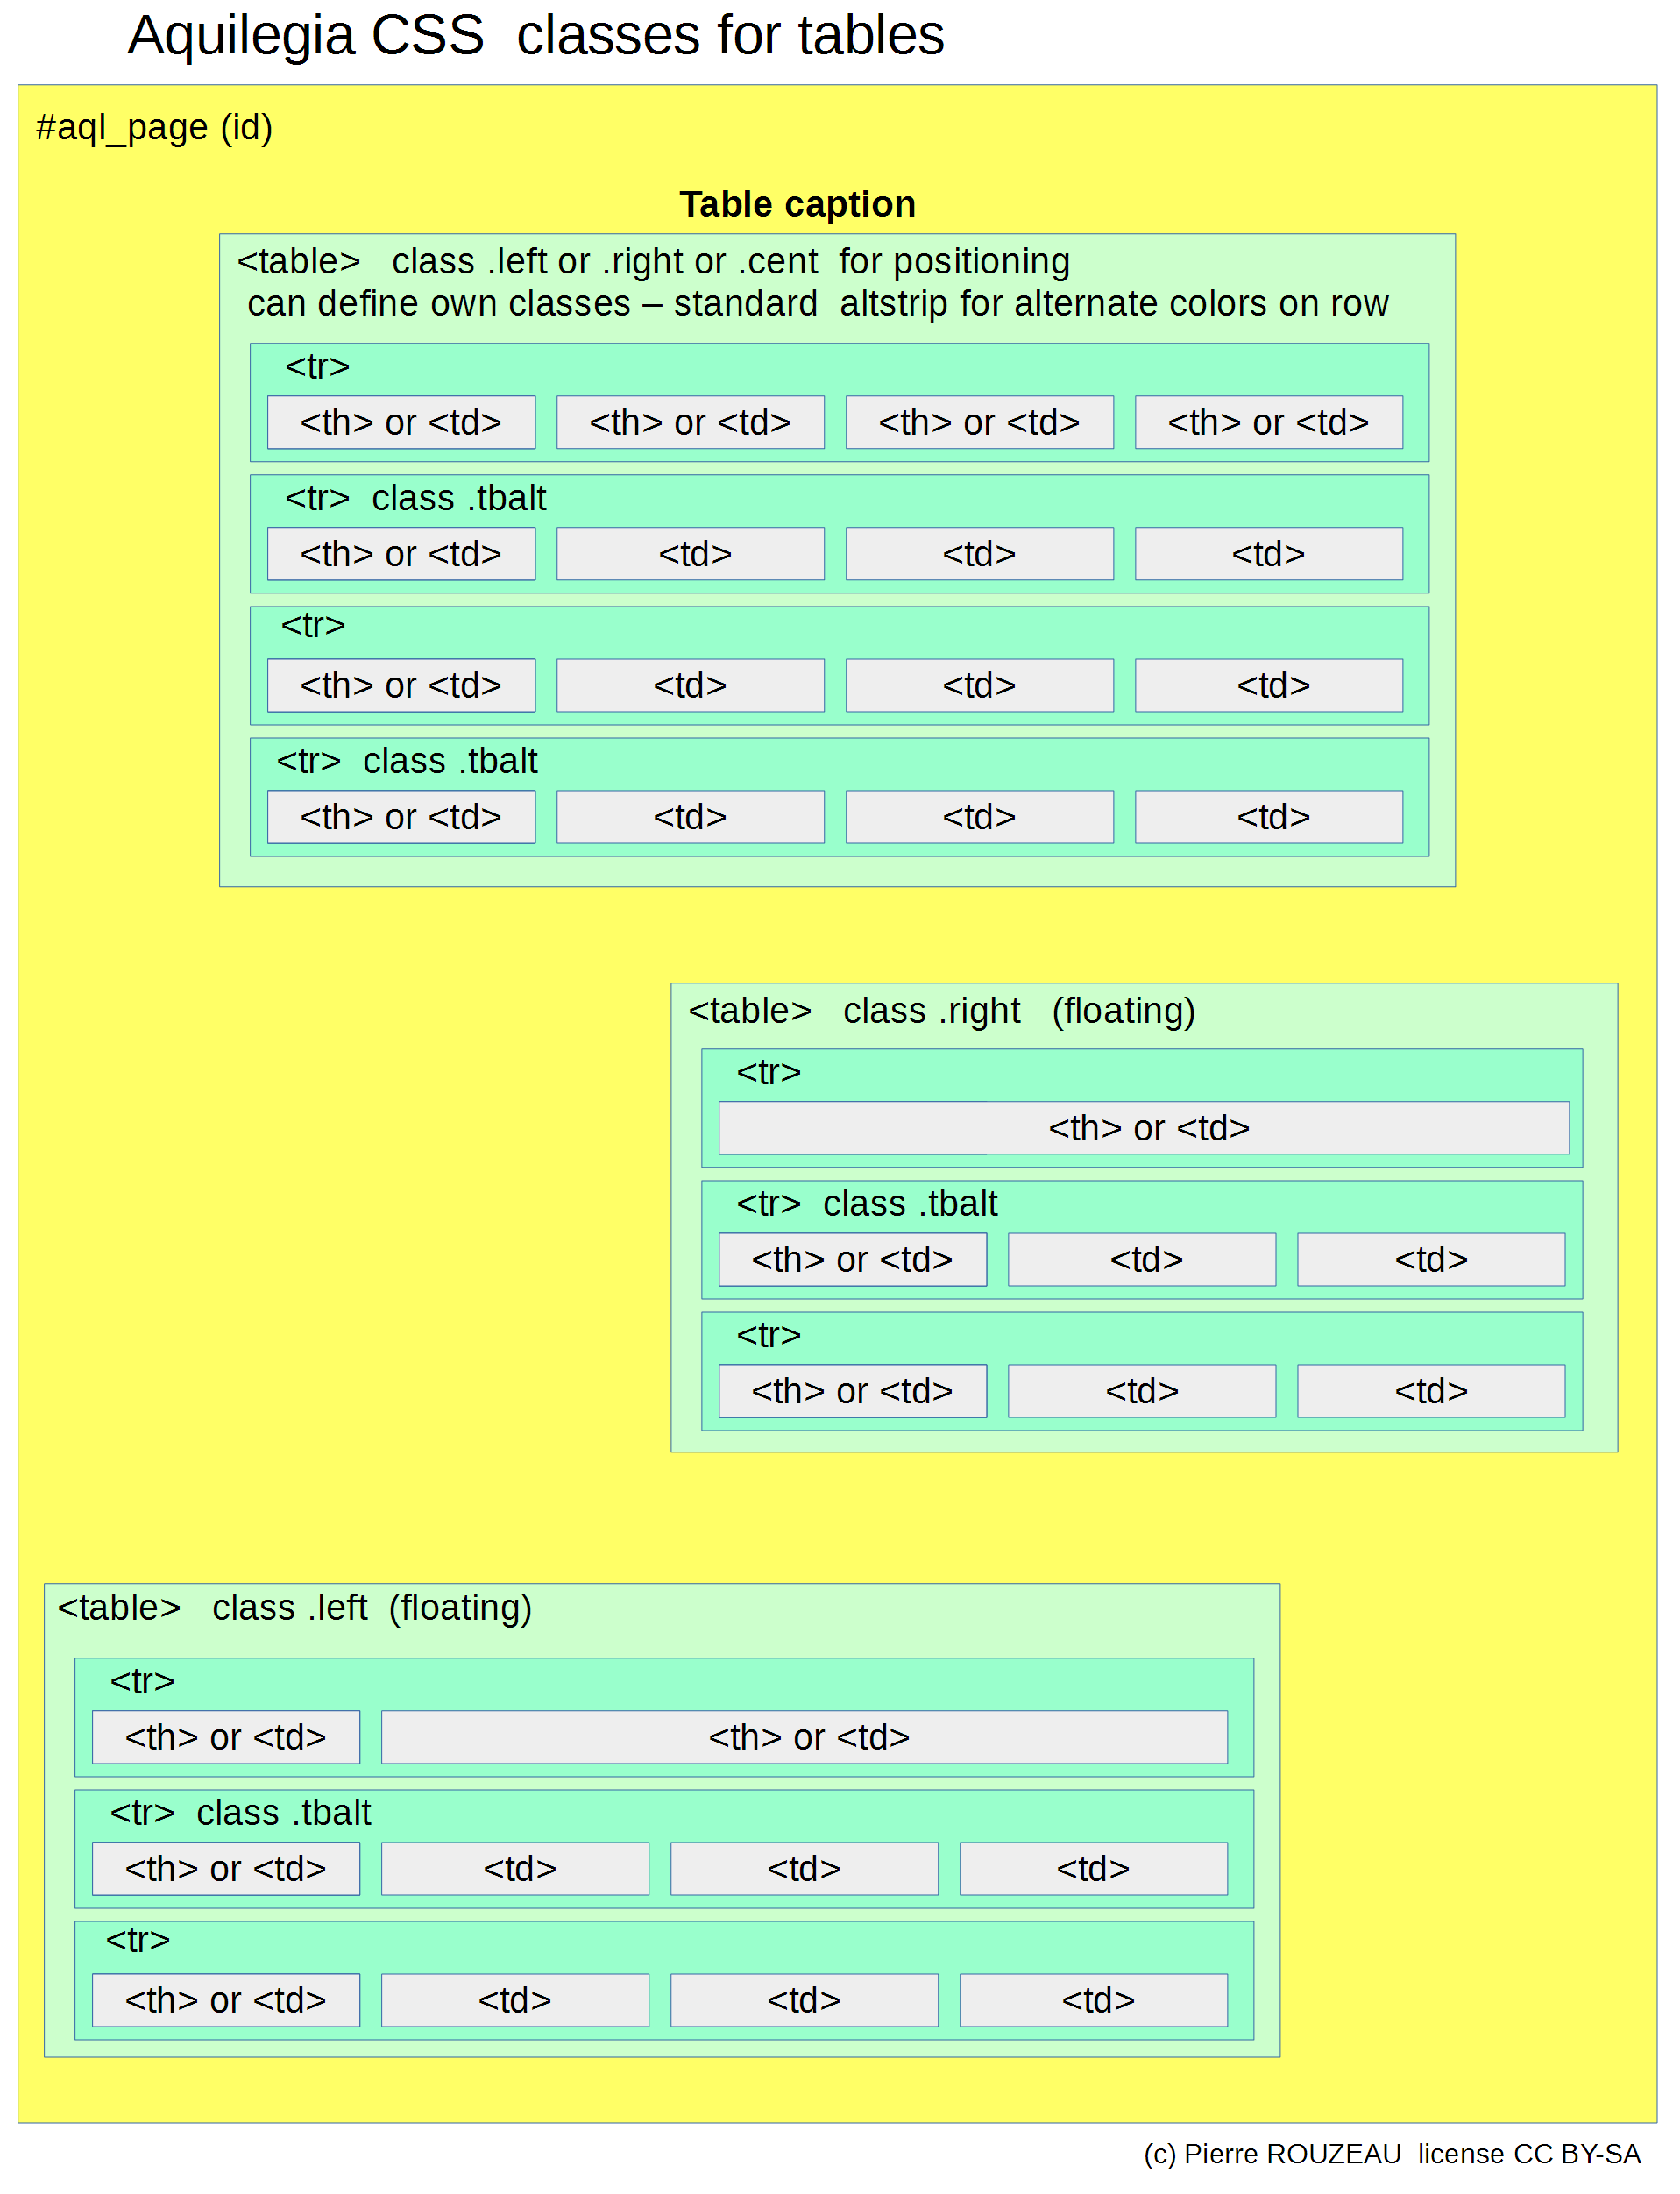 Aquilegia CSS  classes for tables
#aql_page (id)
Table caption
<table>   class .left or .right or .cent  for positioning
can define own classes – standard  altstrip for alternate colors on row
<tr>
<th> or <td> <th> or <td> <th> or <td> <th> or <td>
<tr>  class .tbalt
<th> or <td> <td> <td> <td>
<tr>
<th> or <td> <td> <td> <td>
<tr>  class .tbalt
<th> or <td> <td> <td> <td>
<table>   class .right   (floating)
<tr>
<th> or <td>
<tr>  class .tbalt
<th> or <td> <td> <td>
<tr>
<th> or <td> <td> <td>
<table>   class .left  (floating)
<tr>
<th> or <td> <th> or <td>
<tr>  class .tbalt
<th> or <td> <td> <td> <td>
<tr>
<th> or <td> <td> <td> <td>
(c) Pierre ROUZEAU  license CC BY-SA